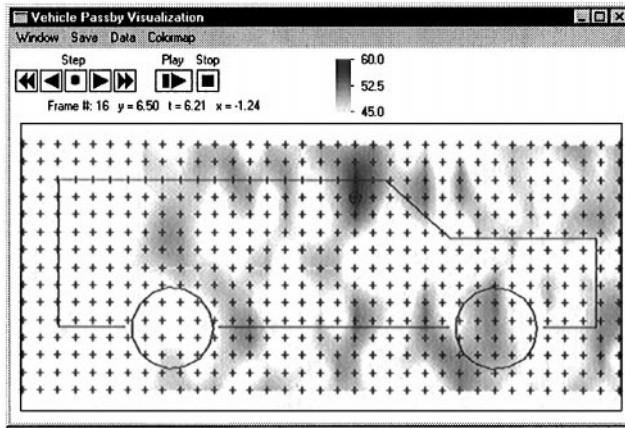 Vehicle Passby Visualization
Window Save Data Colormap
Step Play Stop
Frame #: 16 y = 6.50 t = 6.21 x = -1.24
60.0
52.5
45.0